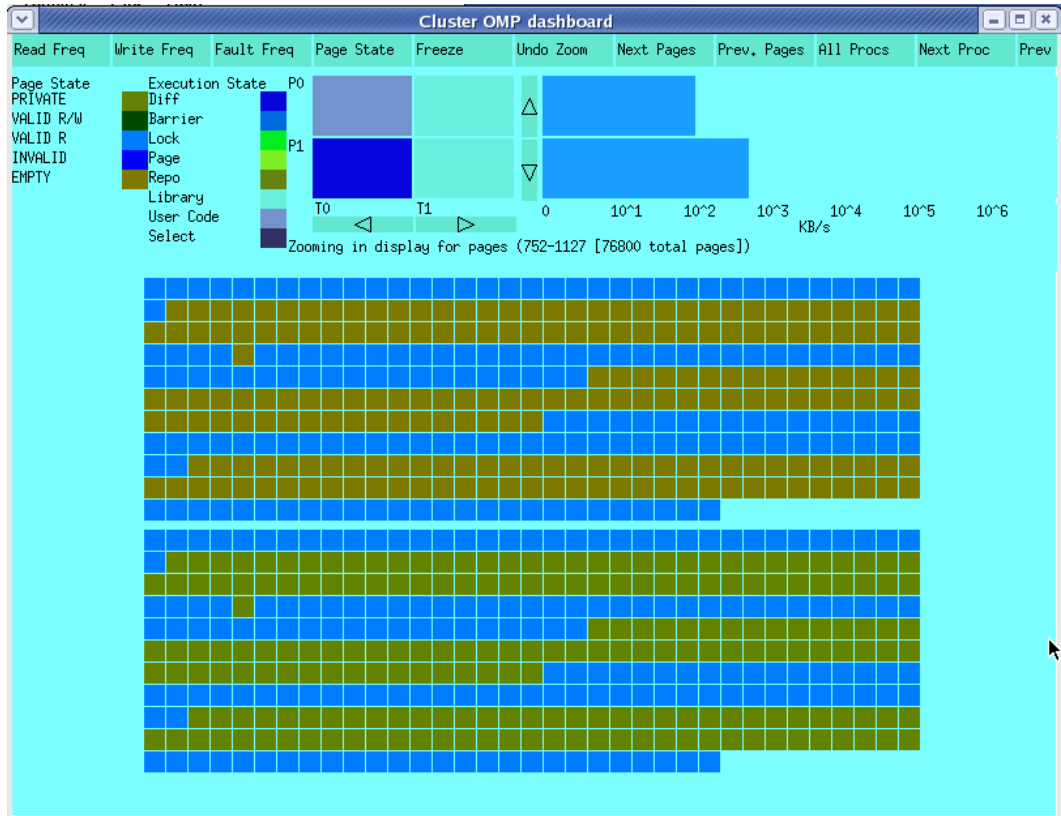 Cluster OMP dashboard
Read Freq Write Freq Fault Freq Page State Freeze Undo Zoom Next Pages Prev. Pages All Procs Next Proc Prev
Page State Execution State P0
PRIVATE Diff
VALID R/W Barrier
VALID R Lock P1
INVALID Page
EMPTY Repo
Library
User Code T0 T1 0 10^1 10^2 10^3 10^4 10^5 10^6
KB/s
Select
Zooming in display for pages (752-1127 [76800 total pages])